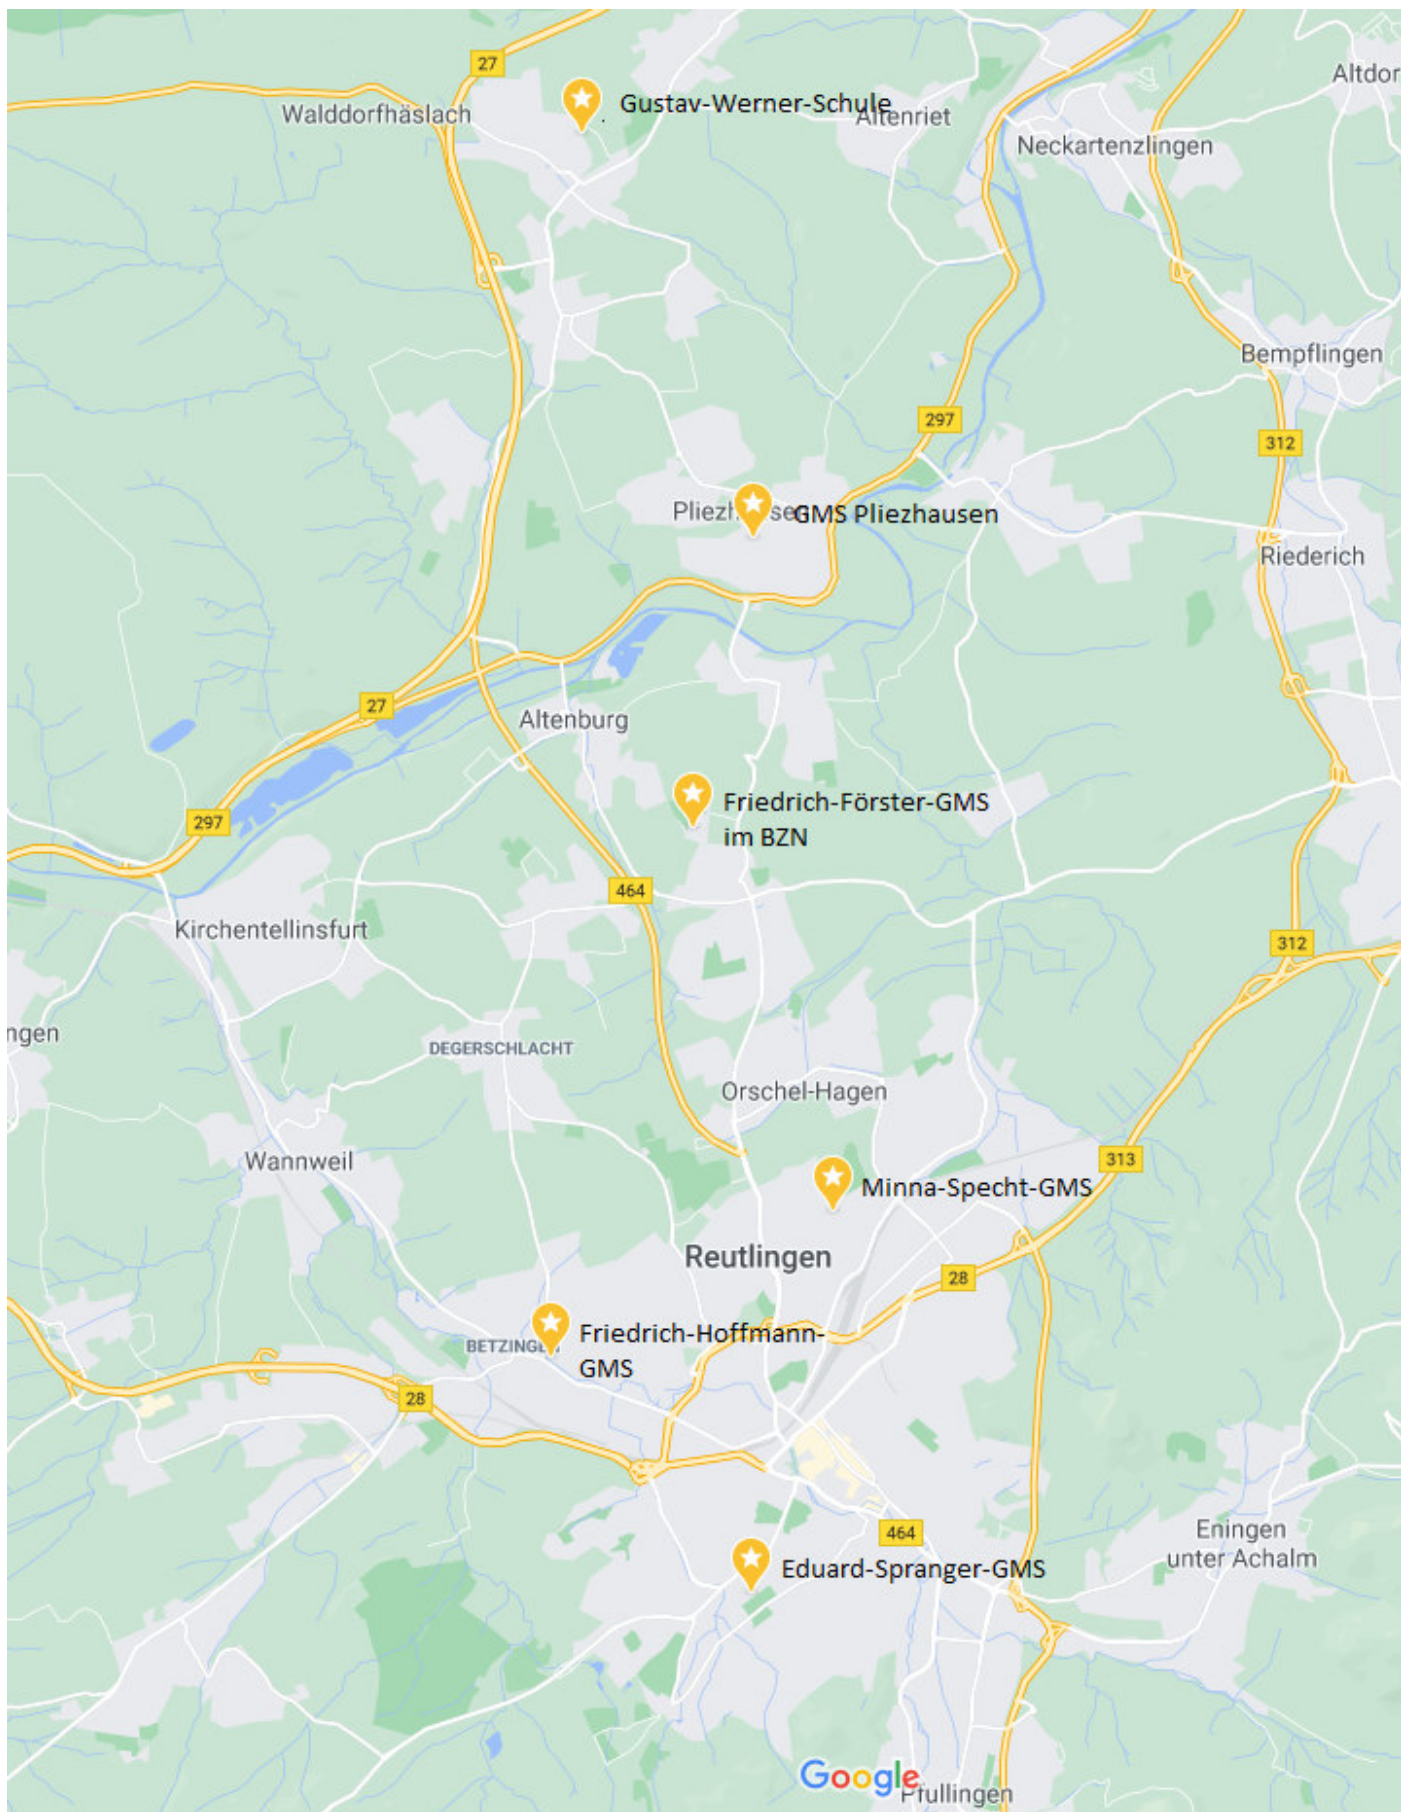 27
Altdor
Gustav-Werner-Schule
Walddorfhäslach
Altenriet
Neckartenzlingen
Bempflingen
297
312
GMS Pliezhausen
Riederich
27
Altenburg
Friedrich-Förster-GMS
im BZN
297
464
Kirchentellinsfurt
312
ngen
DEGERSCHLACHT
Orschel-Hagen
Wannweil
313
Minna-Specht-GMS
Reutlingen
28
Friedrich-Hoffmann-
GMS
28
464
Eningen
unter Achalm
Eduard-Spranger-GMS
Google
Pfullingen